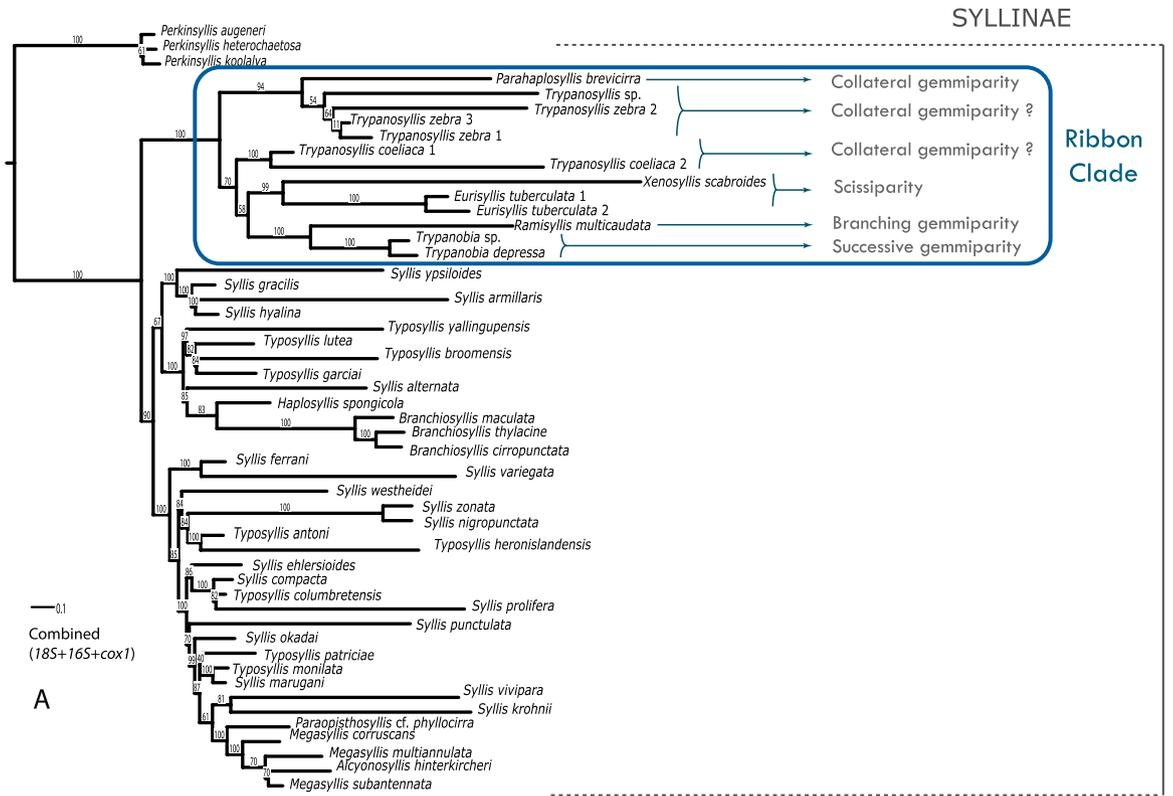 SYLLINAE
Perkinsyllis augeneri
100
Perkinsyllis heterochaetosa
61
Perkinsyllis koolalya
Parahaplosyllis brevicirra
Collateral gemmiparity
94
Trypanosyllis sp.
54
Trypanosyllis zebra 2
Collateral gemmiparity ?
64
Trypanosyllis zebra 3
11
Trypanosyllis zebra 1
100
Ribbon
Clade
Trypanosyllis coeliaca 1
Collateral gemmiparity ?
100
Trypanosyllis coeliaca 2
70
Xenosyllis scabroides
Scissiparity
99
Eurisyllis tuberculata 1
100
Eurisyllis tuberculata 2
58
Ramisyllis multicaudata
Branching gemmiparity
100
Trypanobia sp.
100
Successive gemmiparity
Trypanobia depressa
100
Syllis ypsiloides
100
Syllis gracilis
100
Syllis armillaris
100
Syllis hyalina
67
Typosyllis yallingupensis
97
Typosyllis lutea
82
Typosyllis broomensis
84
100
Typosyllis garciai
Syllis alternata
85
Haplosyllis spongicola
83
90
Branchiosyllis maculata
100
Branchiosyllis thylacine
100
Branchiosyllis cirropunctata
Syllis ferrani
100
Syllis variegata
Syllis westheidei
84
Syllis zonata
100
100
Syllis nigropunctata
84
Typosyllis antoni
100
Typosyllis heronislandensis
85
Syllis ehlersioides
86
Syllis compacta
100
Typosyllis columbretensis
82
Syllis prolifera
100
0.1
Syllis punctulata
Combined
(18S+16S+cox1)
70
Syllis okadai
Typosyllis patriciae
99
40
Typosyllis monilata
100
Syllis marugani
87
Syllis vivipara
81
Syllis krohnii
61
A
Paraopisthosyllis cf. phyllocirra
100
Megasyllis corruscans
100
Megasyllis multiannulata
70
Alcyonosyllis hinterkircheri
70
Megasyllis subantennata